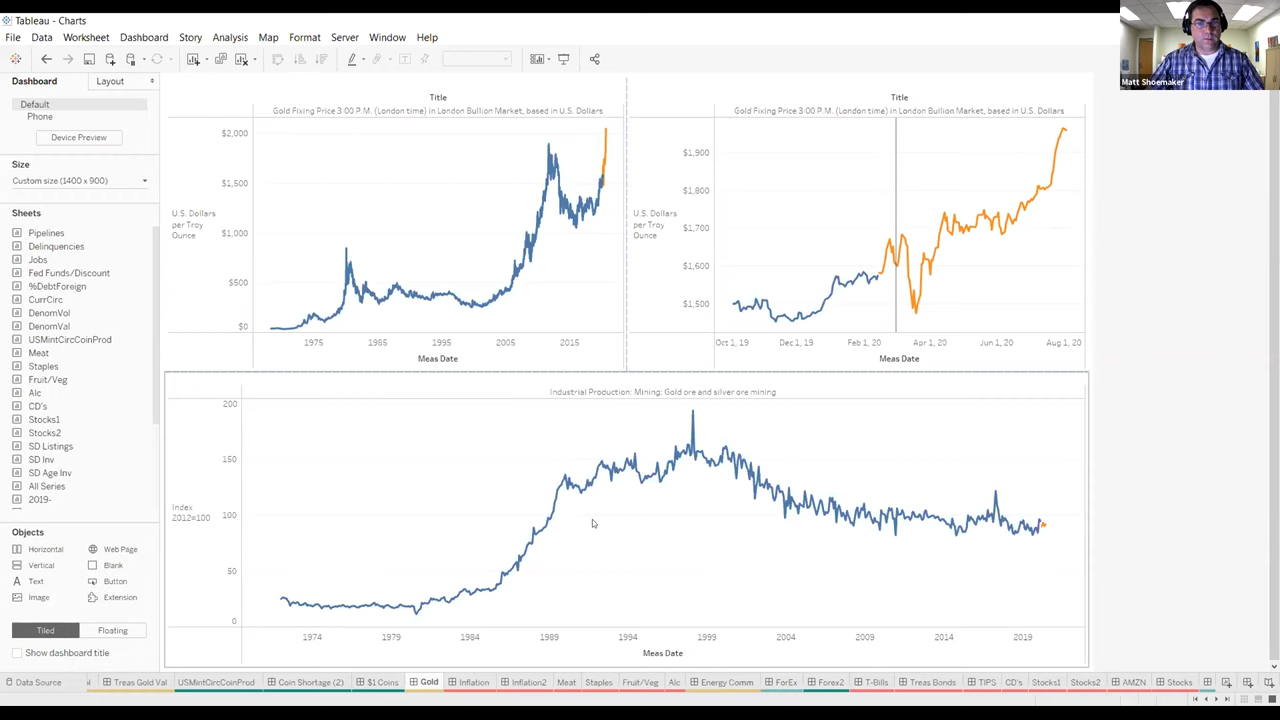 Tableau - Charts
File Data Worksheet Dashboard Story Analysis Map Format Server Window Help
Matt Shoemaker
Dashboard Layout
Default
Phone
Device Preview
Size
Custom size (1400 x 900)
Sheets
Pipelines
Delinquencies
Jobs
Fed Funds/Discount
%DebtForeign
CurrCirc
DenomVal
DenomVal
USMintCircCoinProd
Meat
Staples
Fruit/Veg
Alc
CD's
Stocks1
Stocks2
SD Listings
SD Inv
SD Age Inv
All Series
2019-
Objects
Horizontal Web Page
Vertical Blank
Text Button
Image Extension
Tiled Floating
Show dashboard title
Title
Gold Fixing Price 3:00 P.M. (London time) in London Bullion Market, based in U.S. Dollars
$2,000
$1,500
$1,000
$500
$0
U.S. Dollars
per Troy
Ounce
1975 1985 1995 2005 2015
Meas Date
Title
Gold Fixing Price 3:00 P.M. (London time) in London Bullion Market, based in U.S. Dollars
$1,900
$1,800
$1,700
$1,600
$1,500
U.S. Dollars
per Troy
Ounce
Oct 1, 19 Dec 1, 19 Feb 1, 20 Apr 1, 20 Jun 1, 20 Aug 1, 20
Meas Date
Industrial Production: Mining: Gold ore and silver ore mining
200
150
100
50
0
Index
2012=100
1974 1979 1984 1989 1994 1999 2004 2009 2014 2019
Meas Date
Data Source Treas Gold Val USMintCircCoinProd Coin Shortage (2) $1 Coins Gold Inflation Inflation2 Meat Staples Fruit/Veg Alc Energy Comm ForEx Forex2 T-Bills Treas Bonds TIPS CD's Stocks1 Stocks2 AMZN Stocks